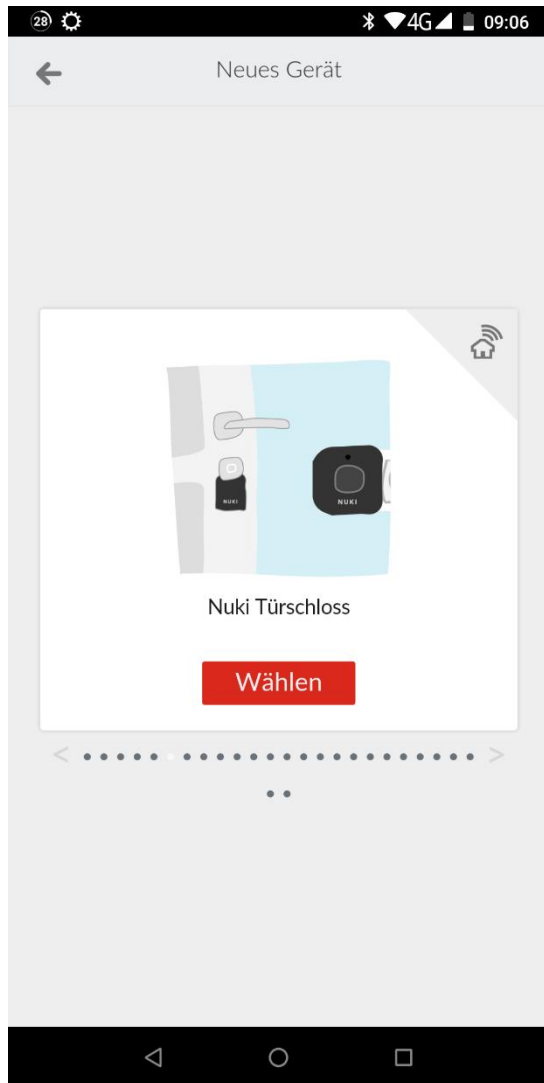 28 4G 09:06
Neues Gerät
NUKI
NUKI
Nuki Türschloss
Wählen